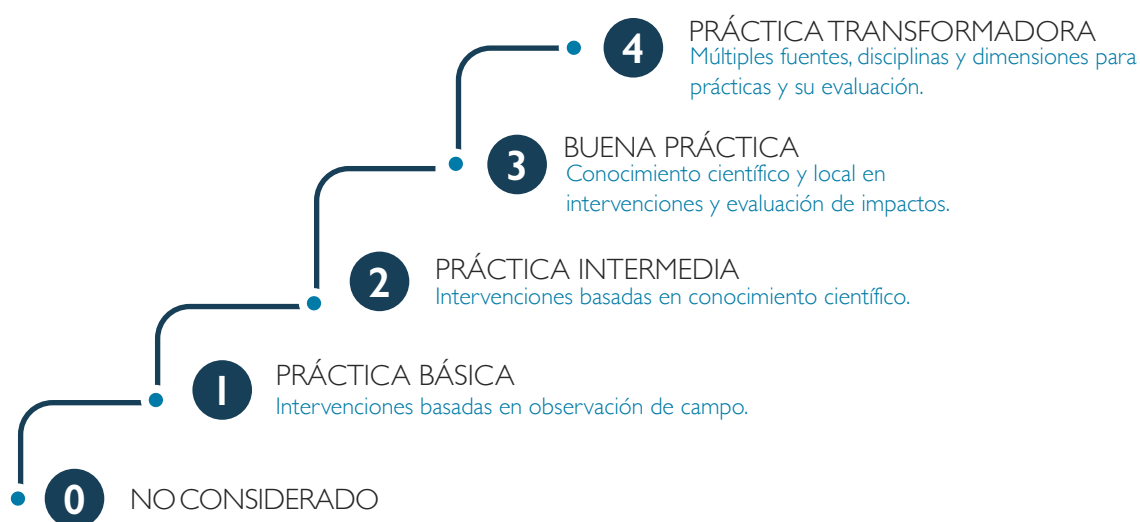 4
PRÁCTICA TRANSFORMADORA
Múltiples fuentes, disciplinas y dimensiones para
prácticas y su evaluación.
3
BUENA PRÁCTICA
Conocimiento científico y local en
intervenciones y evaluación de impactos.
2
PRÁCTICA INTERMEDIA
Intervenciones basadas en conocimiento científico.
1
PRÁCTICA BÁSICA
Intervenciones basadas en observación de campo.
0
NO CONSIDERADO